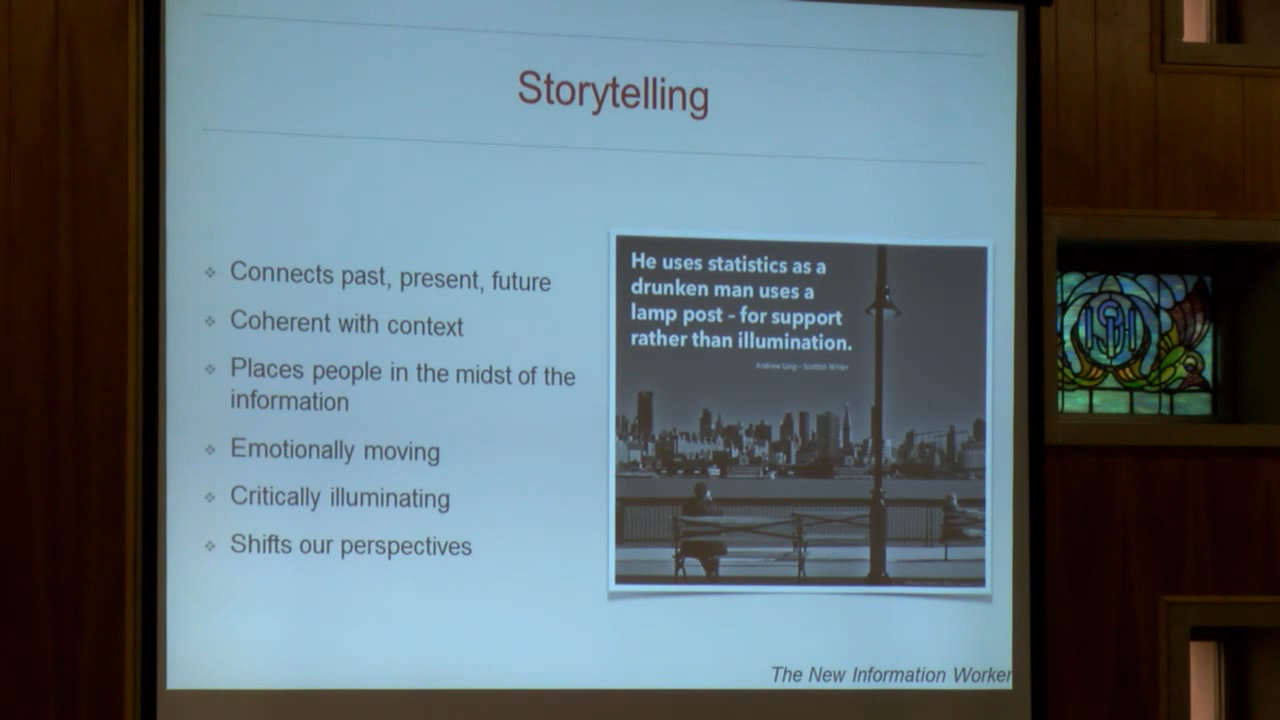 Storytelling
Connects past, present, future
Coherent with context
Places people in the midst of the
information
Emotionally moving
Critically illuminating
Shifts our perspectives
He uses statistics as a
drunken man uses a
lamp post - for support
rather than illumination.
Andrew Lang - Scottish Writer
The New Information Worker